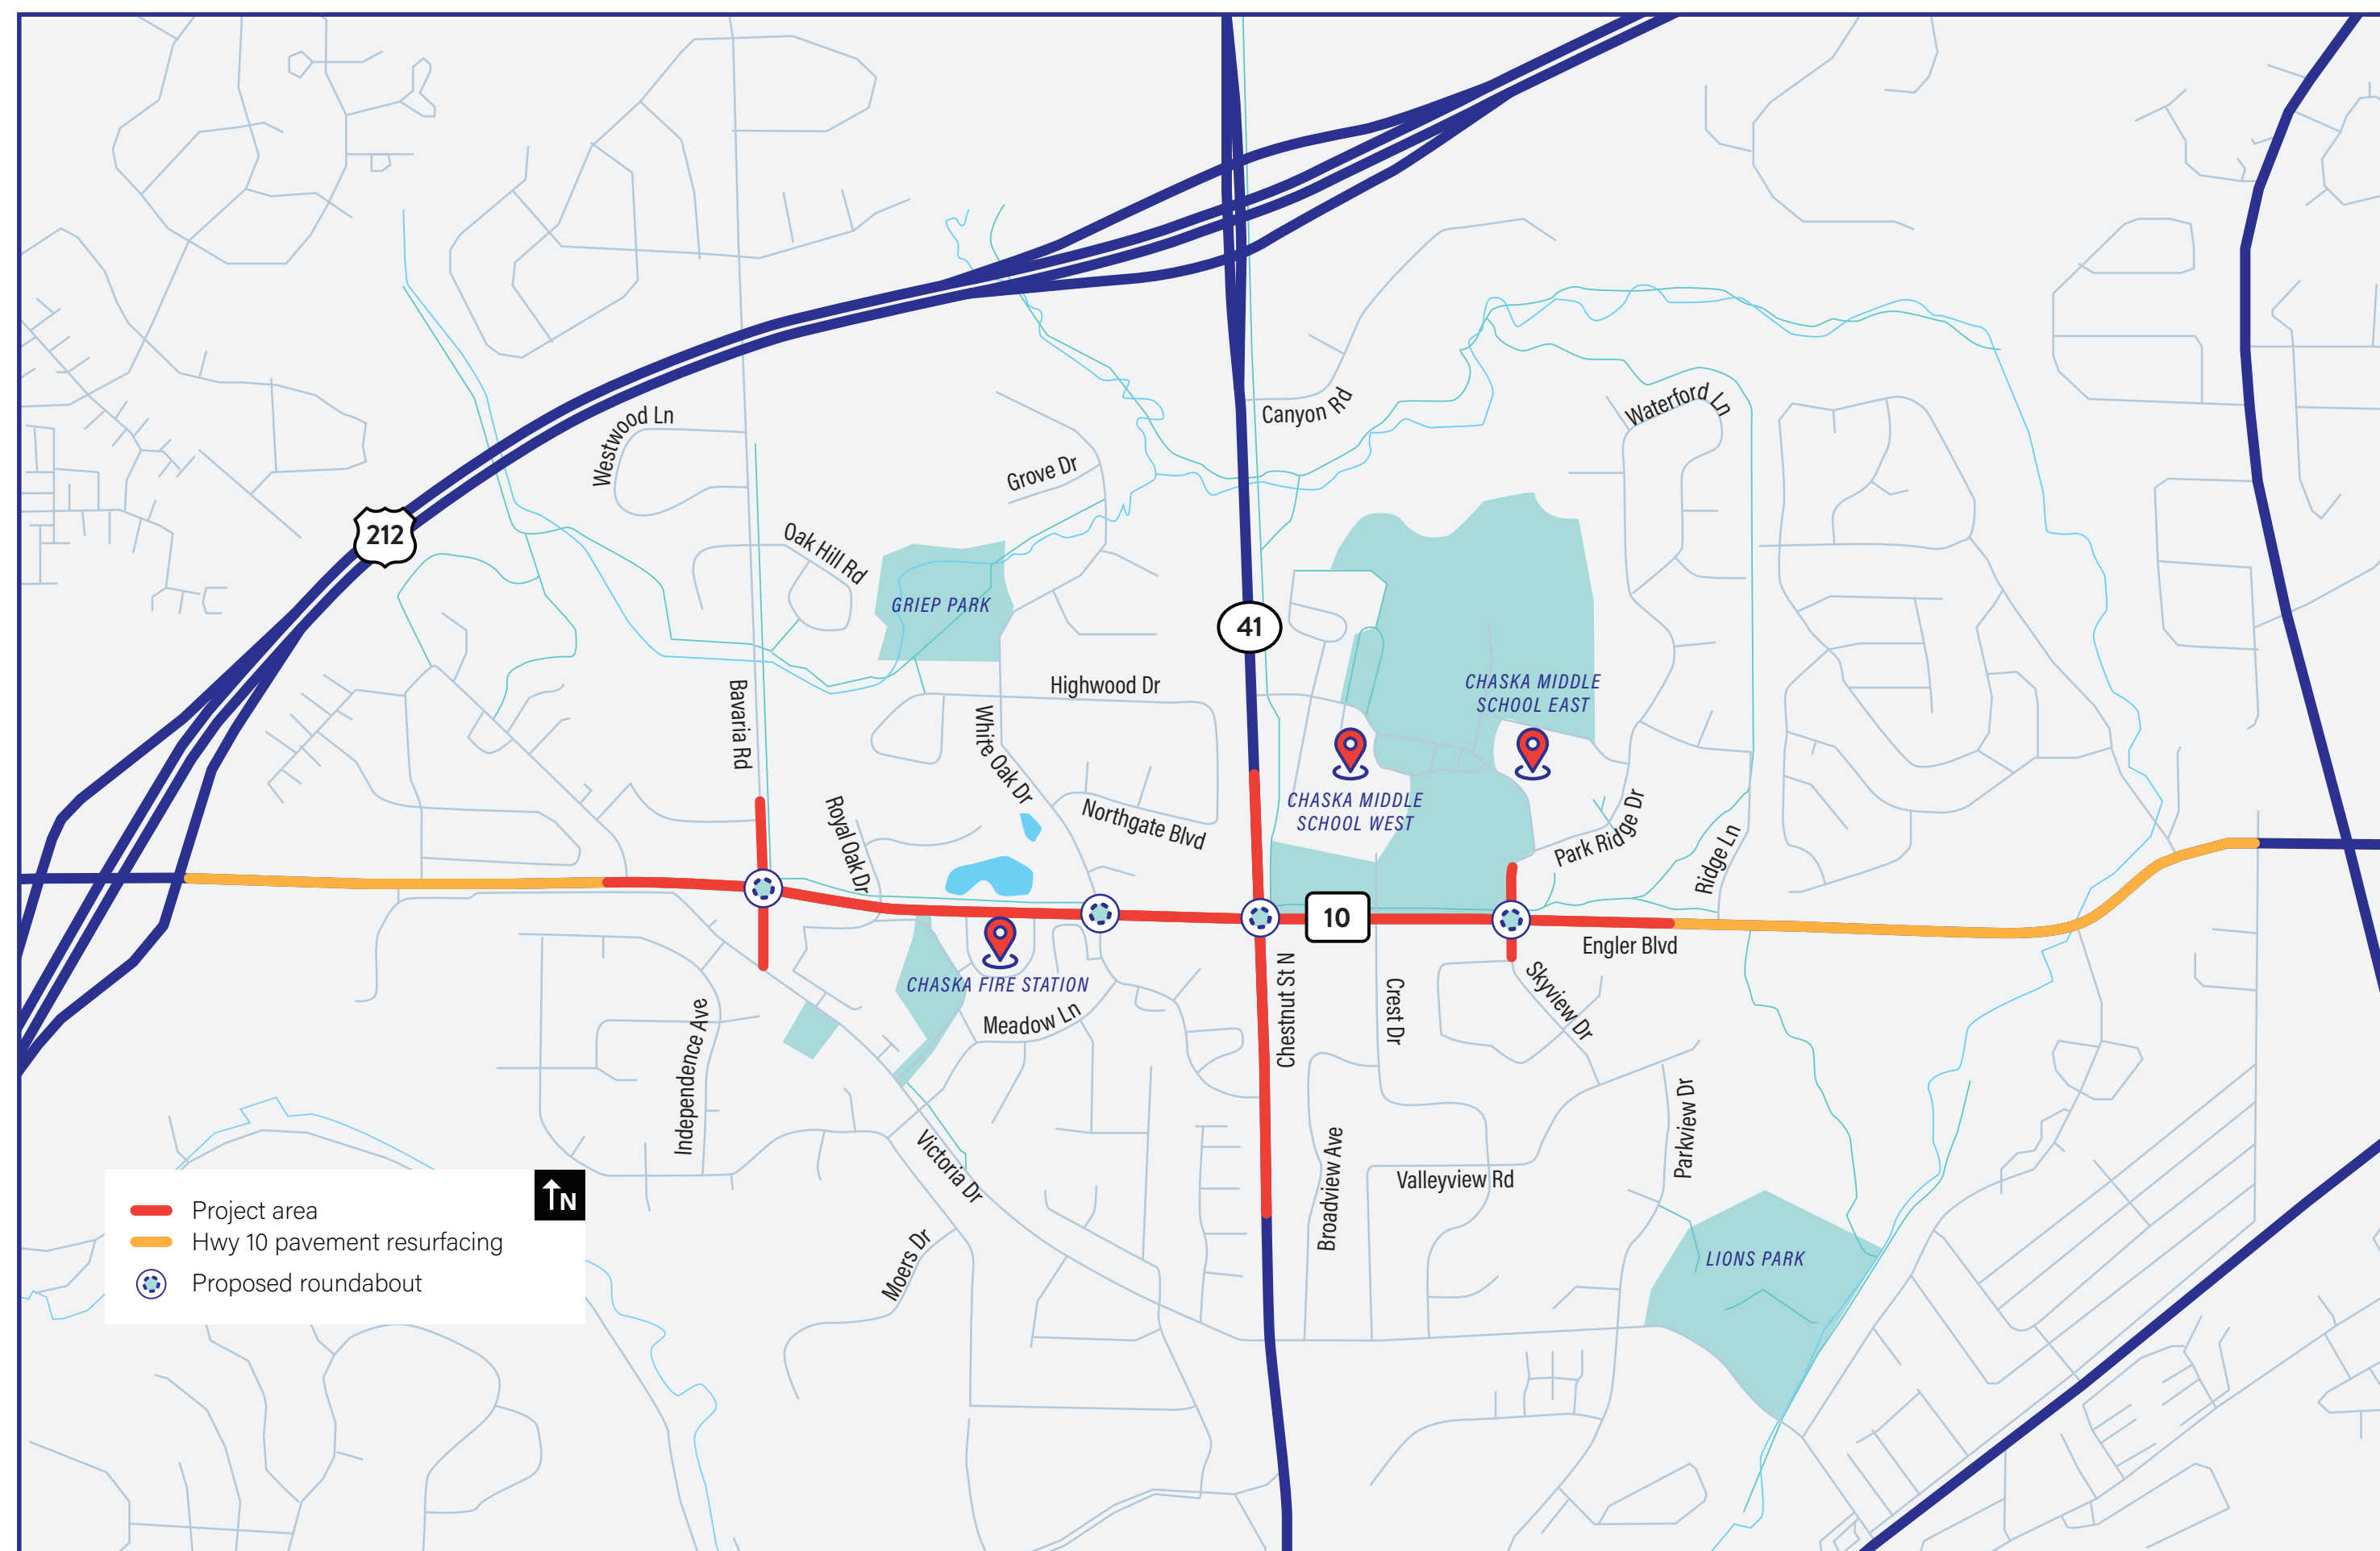 Canyon Rd
Waterford Ln
Westwood Ln
Grove Dr
212
Oak Hill Rd
GRIEP PARK
41
Highwood Dr
Bavaria Rd
White Oak Dr
CHASKA MIDDLE
SCHOOL EAST
CHASKA MIDDLE
SCHOOL WEST
Royal Oak Dr
Northgate Blvd
Park Ridge Dr
Ridge Ln
10
Engler Blvd
CHASKA FIRE STATION
Meadow Ln
Chestnut St N
Crest Dr
Skyview Dr
Independence Ave
Victoria Dr
Broadview Ave
Valleyview Rd
Parkview Dr
Moers Dr
LIONS PARK
N
Project area
Hwy 10 pavement resurfacing
Proposed roundabout